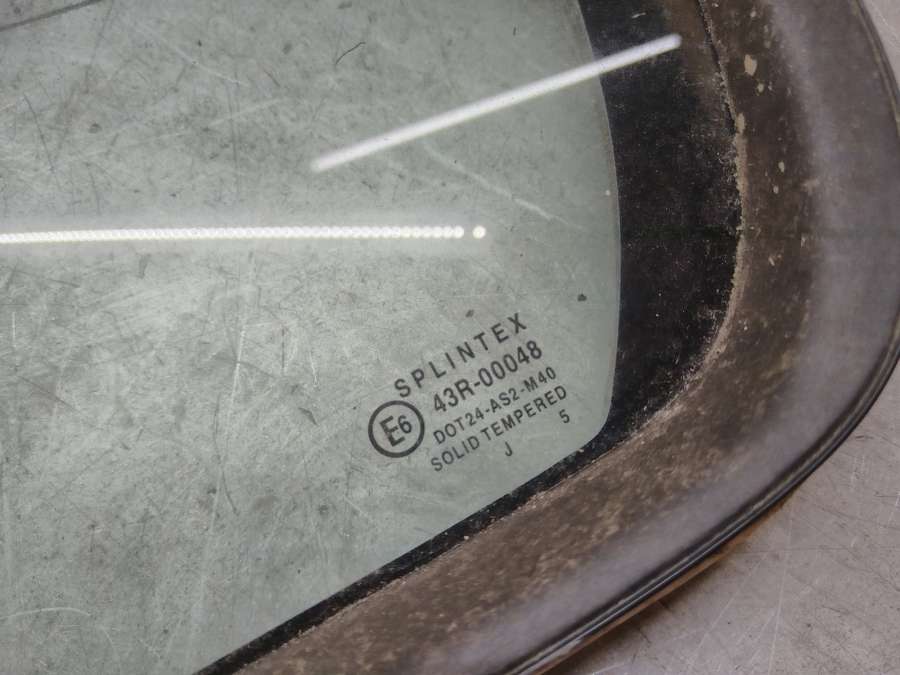 SPLINTEX
E6 43R-00048
DOT24-AS2-M40
SOLID TEMPERED
J 5